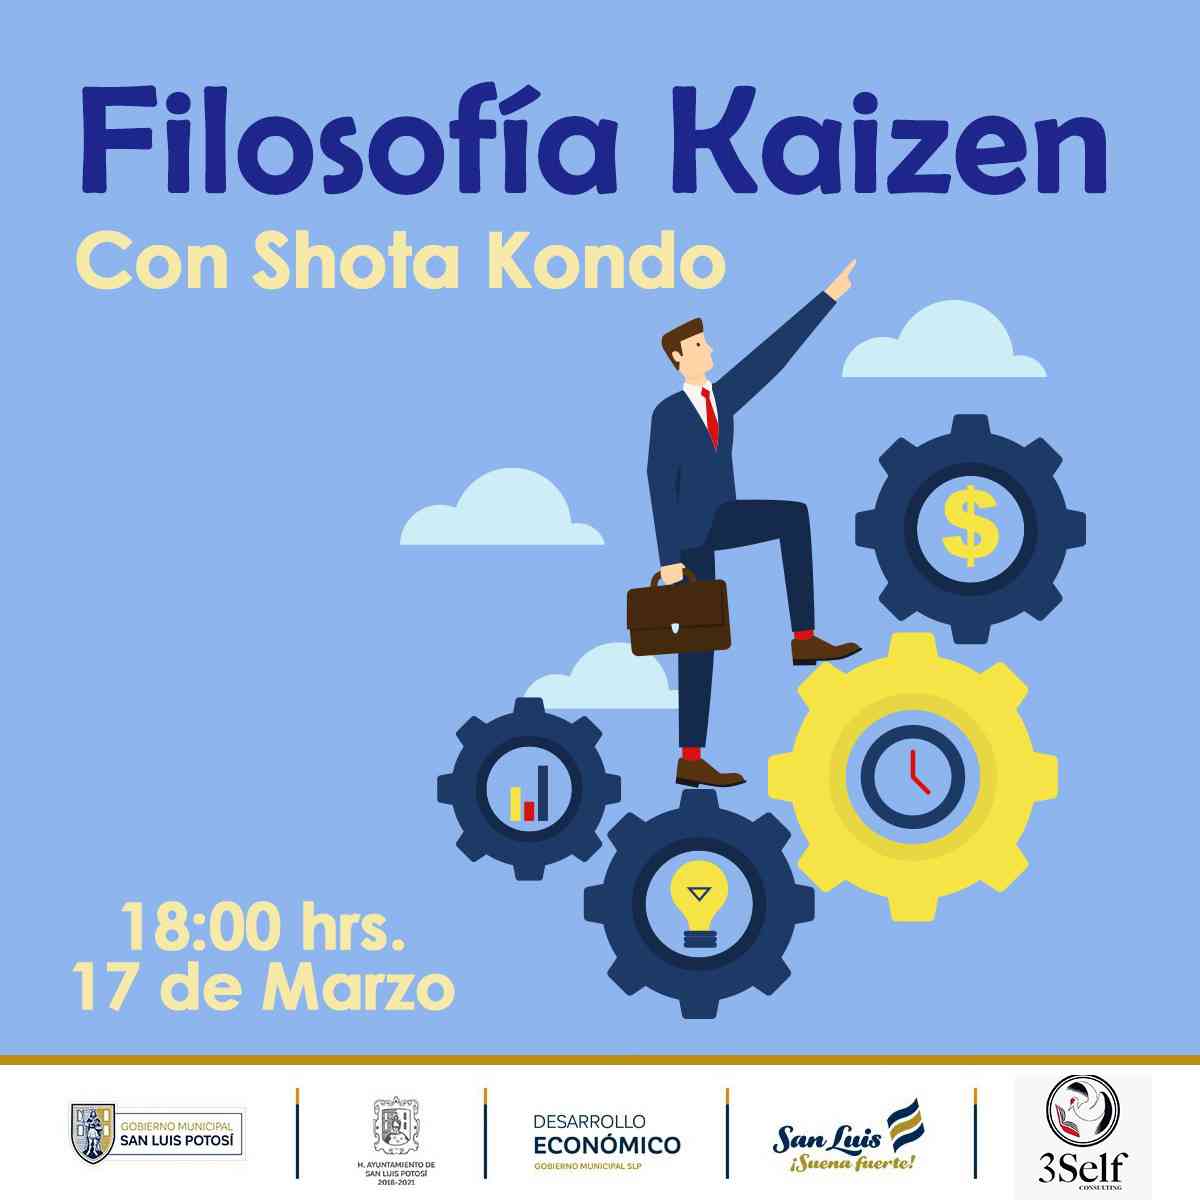 Filosofía Kaizen
Con Shota Kondo
$
18:00 hrs.
17 de Marzo
GOBIERNO MUNICIPAL
SAN LUIS POTOSÍ
H. AYUNTAMIENTO DE
SAN LUIS POTOSÍ
2018-2021
DESARROLLO
ECONÓMICO
GOBIERNO MUNICIPAL SLP
San Luis
¡Suena fuerte!
3Self
CONSULTING